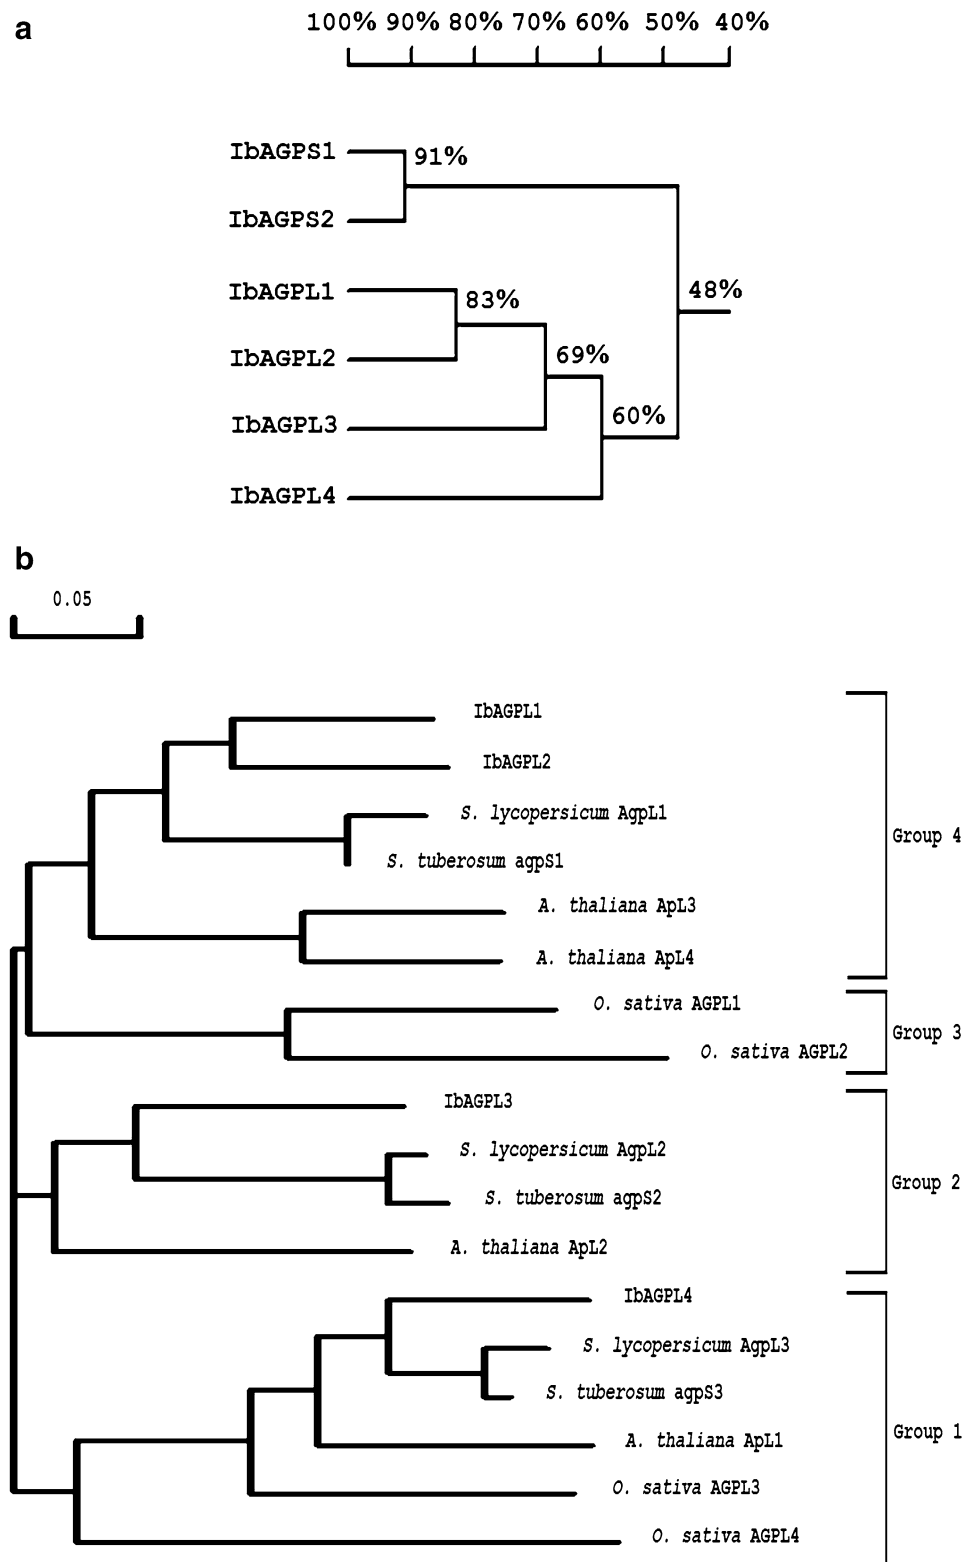 a
100% 90% 80% 70% 60% 50% 40%
IbAGPS1
91%
IbAGPS2
IbAGPL1
83%
48%
IbAGPL2
69%
IbAGPL3
60%
IbAGPL4
b
0.05
IbAGPL1
IbAGPL2
S. lycopersicum AgpL1
Group 4
S. tuberosum agpS1
A. thaliana ApL3
A. thaliana ApL4
O. sativa AGPL1
Group 3
O. sativa AGPL2
IbAGPL3
S. lycopersicum AgpL2
Group 2
S. tuberosum agpS2
A. thaliana ApL2
IbAGPL4
S. lycopersicum AgpL3
S. tuberosum agpS3
Group 1
A. thaliana ApL1
O. sativa AGPL3
O. sativa AGPL4